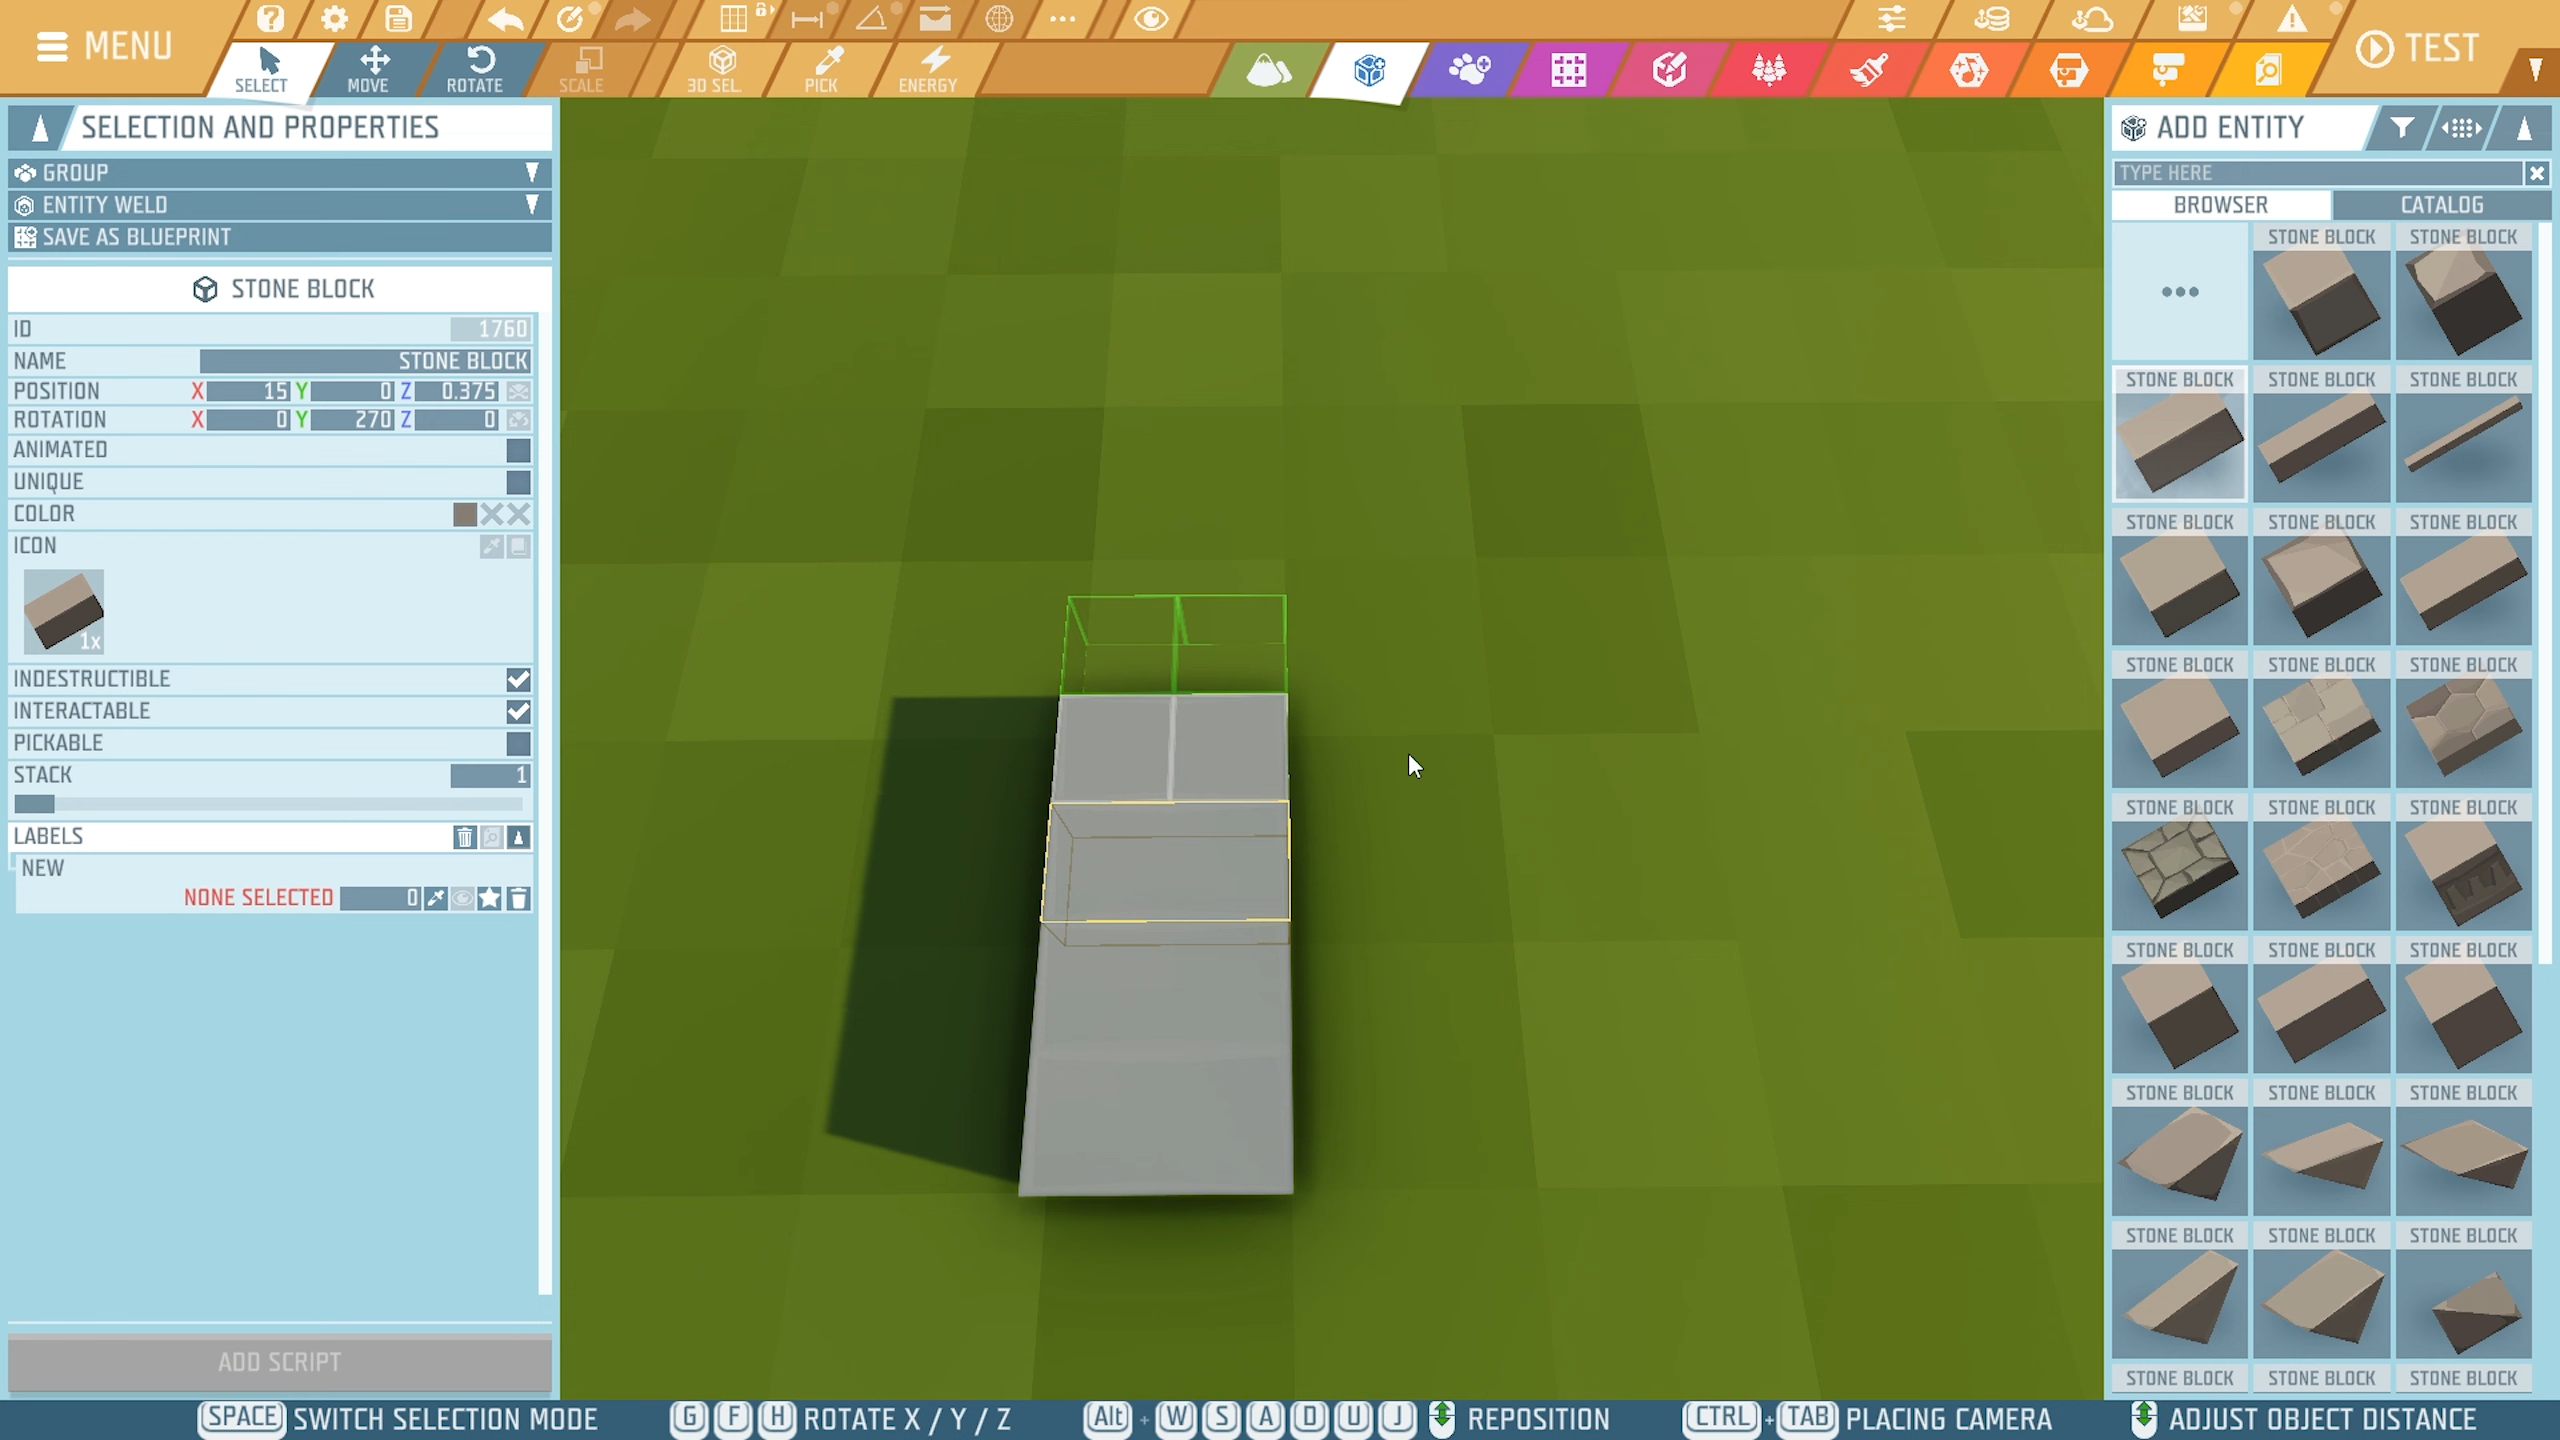 MENU
SELECT
MOVE
ROTATE
SCALE
3D SEL.
PICK
ENERGY
TEST
SELECTION AND PROPERTIES
GROUP
ENTITY WELD
SAVE AS BLUEPRINT
STONE BLOCK
ID 1760
NAME STONE BLOCK
POSITION X 15 Y 0 Z 0.375
ROTATION X 0 Y 270 Z 0
ANIMATED
UNIQUE
COLOR
ICON
1x
INDESTRUCTIBLE
INTERACTABLE
PICKABLE
STACK 1
LABELS
NEW
NONE SELECTED 0
ADD SCRIPT
ADD ENTITY
TYPE HERE
BROWSER CATALOG
STONE BLOCK STONE BLOCK
STONE BLOCK STONE BLOCK STONE BLOCK
STONE BLOCK STONE BLOCK STONE BLOCK
STONE BLOCK STONE BLOCK STONE BLOCK
STONE BLOCK STONE BLOCK STONE BLOCK
STONE BLOCK STONE BLOCK STONE BLOCK
STONE BLOCK STONE BLOCK STONE BLOCK
STONE BLOCK STONE BLOCK STONE BLOCK
STONE BLOCK STONE BLOCK STONE BLOCK
SPACE SWITCH SELECTION MODE G F H ROTATE X / Y / Z Alt + W S A D U J REPOSITION CTRL + TAB PLACING CAMERA ADJUST OBJECT DISTANCE